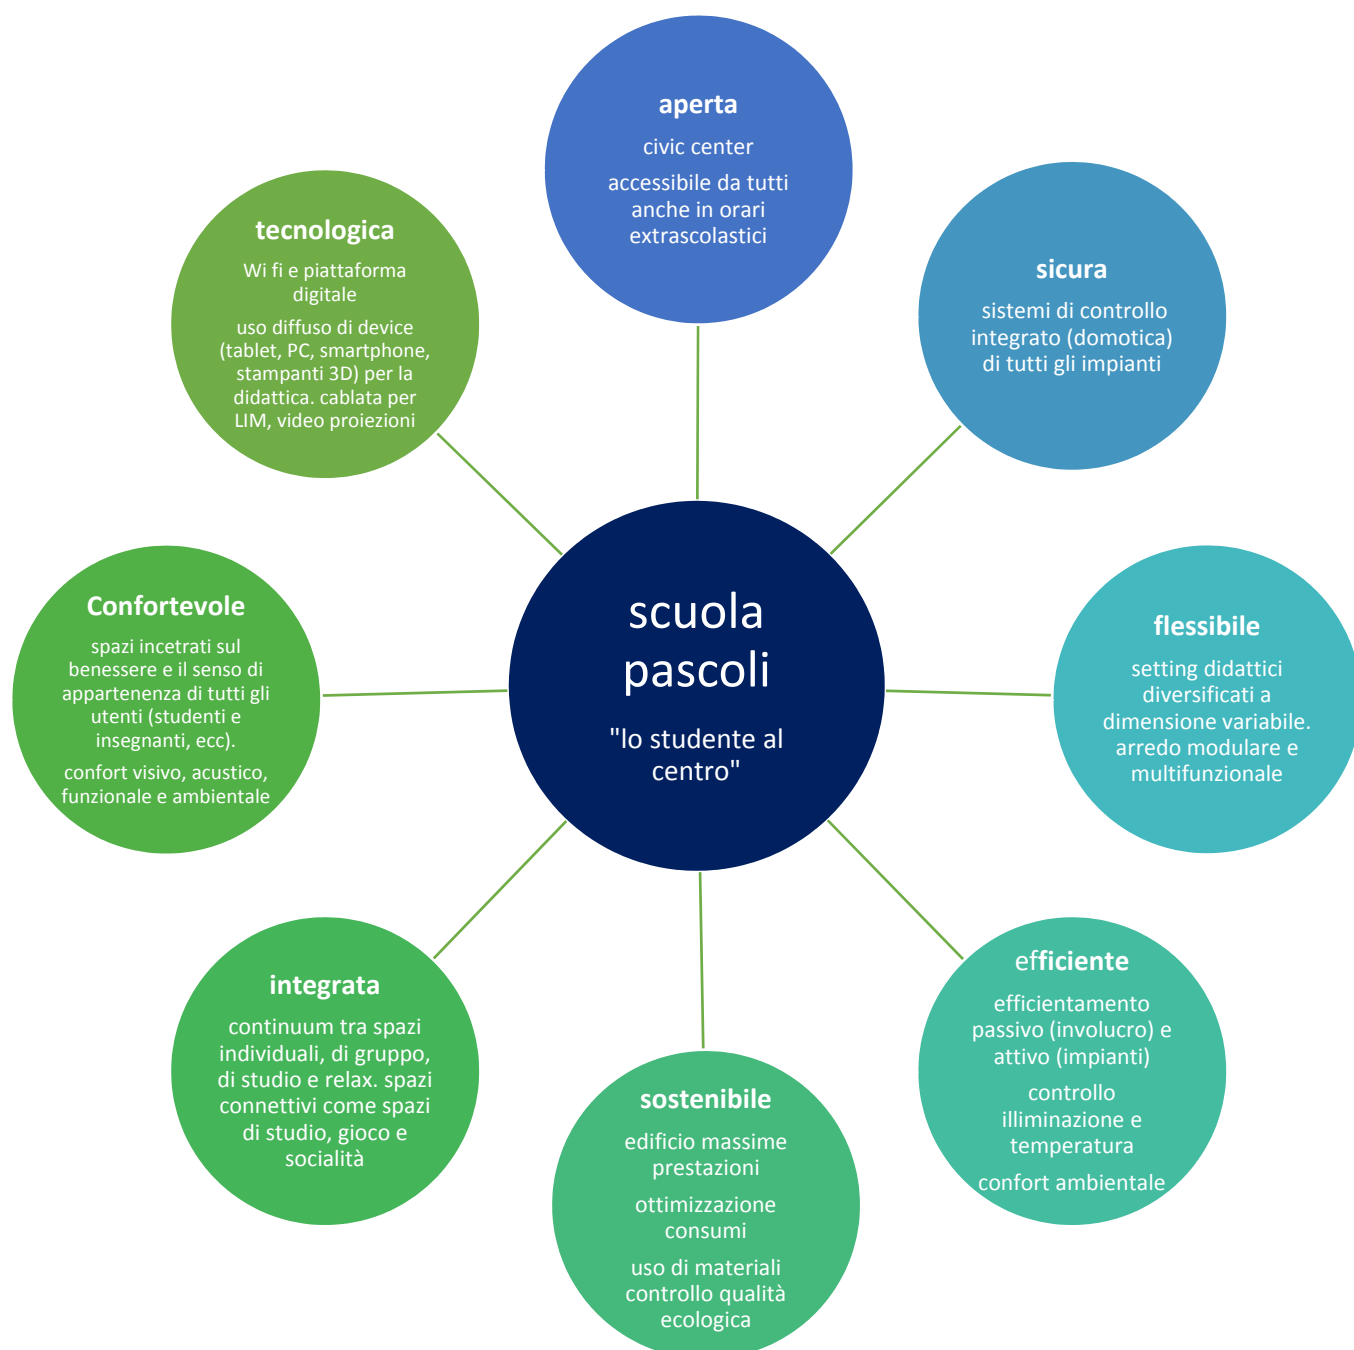 aperta
civic center
accessibile da tutti
anche in orari
extrascolastici
sicura
sistemi di controllo
integrato (domotica)
di tutti gli impianti
flessibile
setting didattici
diversificati a
dimensione variabile.
arredo modulare e
multifunzionale
efficiente
efficientamento
passivo (involucro) e
attivo (impianti)
controllo
illiminazione e
temperatura
confort ambientale
sostenibile
edificio massime
prestazioni
ottimizzazione
consumi
uso di materiali
controllo qualità
ecologica
integrata
continuum tra spazi
individuali, di gruppo,
di studio e relax. spazi
connettivi come spazi
di studio, gioco e
socialità
Confortevole
spazi incetrati sul
benessere e il senso di
appartenenza di tutti gli
utenti (studenti e
insegnanti, ecc).
confort visivo, acustico,
funzionale e ambientale
tecnologica
Wi fi e piattaforma
digitale
uso diffuso di device
(tablet, PC, smartphone,
stampanti 3D) per la
didattica. cablata per
LIM, video proiezioni
scuola
pascoli
"lo studente al
centro"